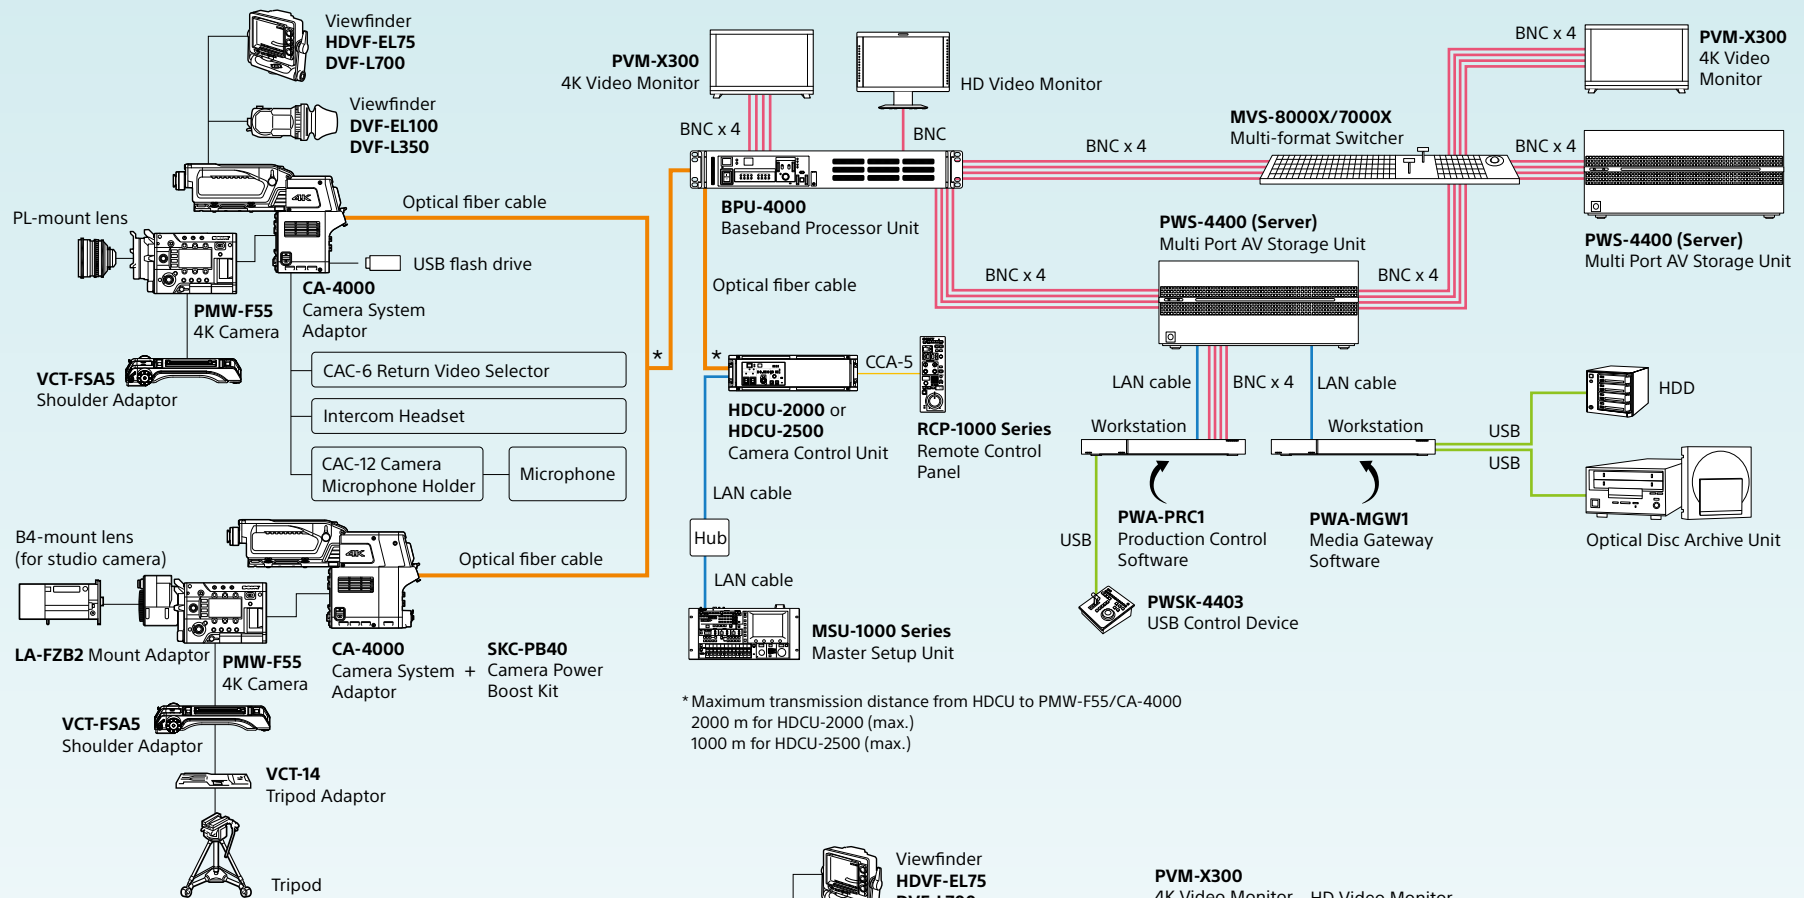 Viewfinder
HDVF-EL75
DVF-L700
Viewfinder
DVF-EL100
DVF-L350
4K
PL-mount lens
Optical fiber cable
USB flash drive
CA-4000
Camera System
Adaptor
PMW-F55
4K Camera
VCT-FSA5
Shoulder Adaptor
CAC-6 Return Video Selector
Intercom Headset
CAC-12 Camera
Microphone Holder
Microphone
B4-mount lens
(for studio camera)
4K
Optical fiber cable
LA-FZB2 Mount Adaptor
PMW-F55
4K Camera
CA-4000
Camera System
Adaptor
+
SKC-PB40
Camera Power
Boost Kit
VCT-FSA5
Shoulder Adaptor
VCT-14
Tripod Adaptor
Tripod
PVM-X300
4K Video Monitor
HD Video Monitor
BNC x 4
BNC
BPU-4000
Baseband Processor Unit
Optical fiber cable
*
*
CCA-5
HDCU-2000 or
HDCU-2500
Camera Control Unit
RCP-1000 Series
Remote Control
Panel
LAN cable
Hub
LAN cable
MSU-1000 Series
Master Setup Unit
* Maximum transmission distance from HDCU to PMW-F55/CA-4000
2000 m for HDCU-2000 (max.)
1000 m for HDCU-2500 (max.)
BNC x 4
MVS-8000X/7000X
Multi-format Switcher
BNC x 4
PVM-X300
4K Video
Monitor
BNC x 4
PWS-4400 (Server)
Multi Port AV Storage Unit
PWS-4400 (Server)
Multi Port AV Storage Unit
BNC x 4
BNC x 4
LAN cable
BNC x 4
LAN cable
Workstation
Workstation
USB
USB
HDD
Optical Disc Archive Unit
PWA-PRC1
Production Control
Software
PWA-MGW1
Media Gateway
Software
USB
PWSK-4403
USB Control Device
Viewfinder
HDVF-EL75
DVF-L700
PVM-X300
4K Video Monitor
HD Video Monitor